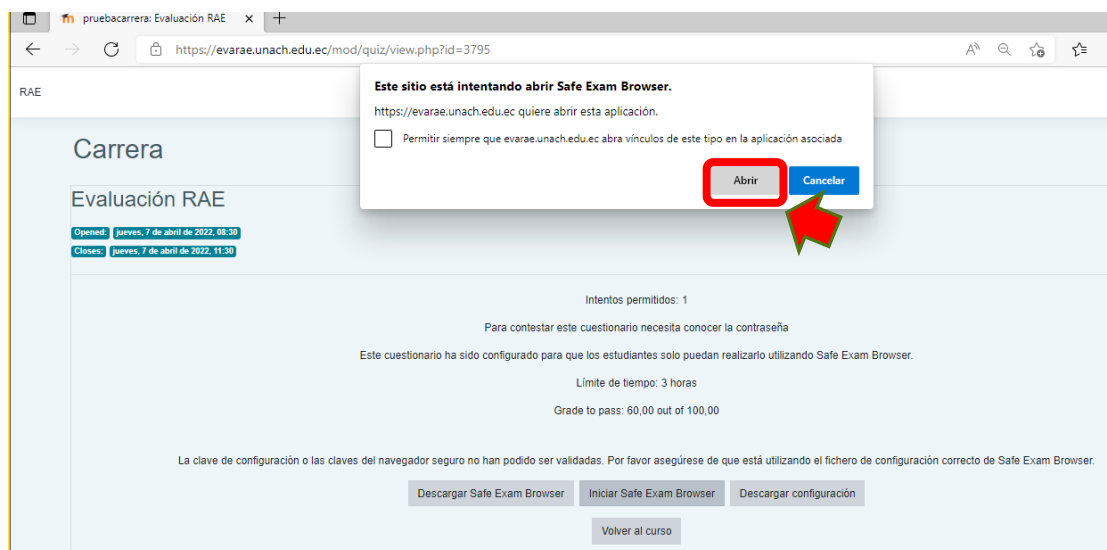 pruebacarrera: Evaluación RAE
https://evarae.unach.edu.ec/mod/quiz/view.php?id=3795
RAE
Este sitio está intentando abrir Safe Exam Browser.
https://evarae.unach.edu.ec quiere abrir esta aplicación.
Permitir siempre que evarae.unach.edu.ec abra vínculos de este tipo en la aplicación asociada
Abrir Cancelar
Carrera
Evaluación RAE
Opened: jueves, 7 de abril de 2022, 08:30
Closes: jueves, 7 de abril de 2022, 11:30
Intentos permitidos: 1
Para contestar este cuestionario necesita conocer la contraseña
Este cuestionario ha sido configurado para que los estudiantes solo puedan realizarlo utilizando Safe Exam Browser.
Límite de tiempo: 3 horas
Grade to pass: 60,00 out of 100,00
La clave de configuración o las claves del navegador seguro no han podido ser validadas. Por favor asegúrese de que está utilizando el fichero de configuración correcto de Safe Exam Browser.
Descargar Safe Exam Browser Iniciar Safe Exam Browser Descargar configuración
Volver al curso